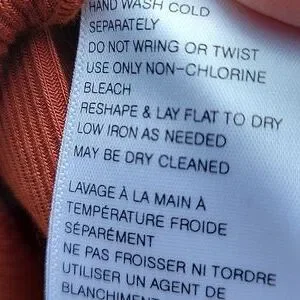 HAND WASH COLD
SEPARATELY
DO NOT WRING OR TWIST
USE ONLY NON-CHLORINE
BLEACH
RESHAPE & LAY FLAT TO DRY
LOW IRON AS NEEDED
MAY BE DRY CLEANED
LAVAGE À LA MAIN À
TEMPÉRATURE FROIDE
SÉPARÉMENT
NE PAS FROISSER NI TORDRE
UTILISER UN AGENT DE
BLANCHIMENT